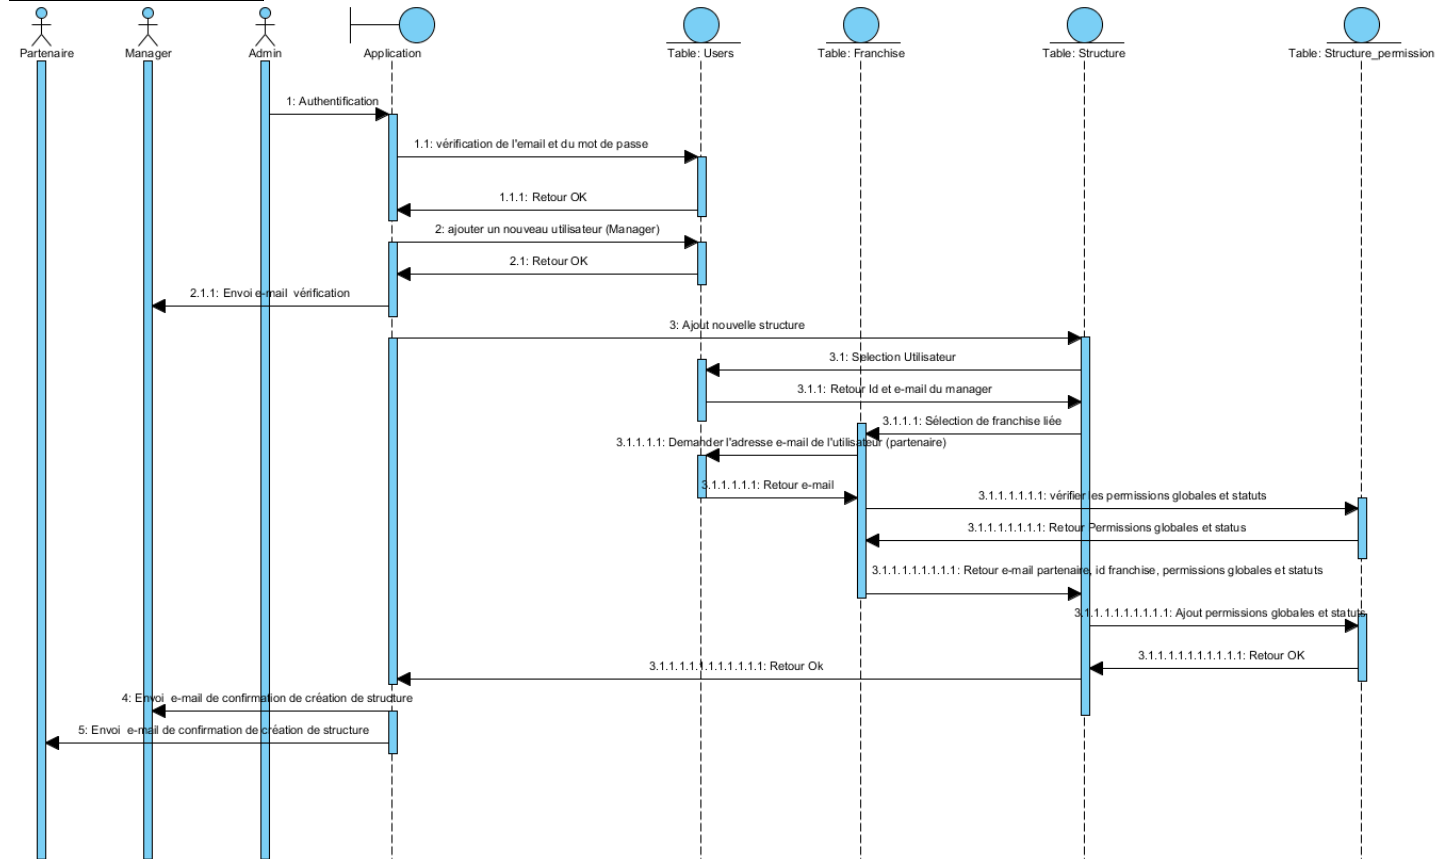 Partenaire
Manager
Admin
Application
Table: Users
Table: Franchise
Table: Structure
Table: Structure_permission
1: Authentification
1.1: vérification de l'email et du mot de passe
1.1.1: Retour OK
2: ajouter un nouveau utilisateur (Manager)
2.1: Retour OK
2.1.1: Envoi e-mail vérification
3: Ajout nouvelle structure
3.1: Selection Utilisateur
3.1.1: Retour Id et e-mail du manager
3.1.1.1: Sélection de franchise liée
3.1.1.1.1: Demander l'adresse e-mail de l'utilisateur (partenaire)
3.1.1.1.1.1: Retour e-mail
3.1.1.1.1.1.1: vérifier les permissions globales et statuts
3.1.1.1.1.1.1.1: Retour Permissions globales et status
3.1.1.1.1.1.1.1.1: Retour e-mail partenaire, id franchise, permissions globales et statuts
3.1.1.1.1.1.1.1.1.1: Ajout permissions globales et statuts
3.1.1.1.1.1.1.1.1.1.1: Retour OK
3.1.1.1.1.1.1.1.1.1.1.1: Retour Ok
4: Envoi e-mail de confirmation de création de structure
5: Envoi e-mail de confirmation de création de structure